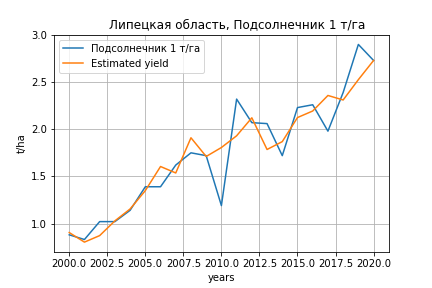 Липецкая область, Подсолнечник 1 т/га
Подсолнечник 1 т/га
Estimated yield
3.0
2.5
2.0
1.5
1.0
t/ha
2000.0 2002.5 2005.0 2007.5 2010.0 2012.5 2015.0 2017.5 2020.0
years